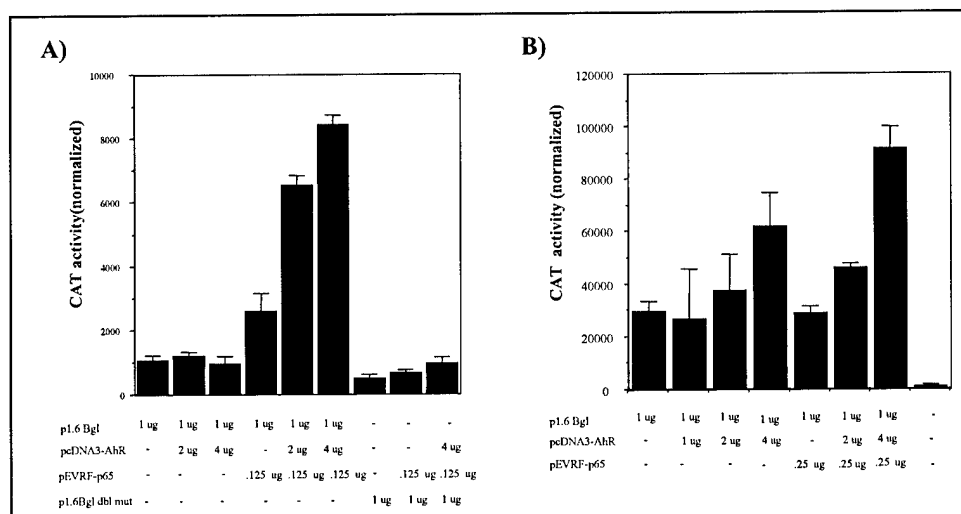 A)
B)
CAT activity(normalized)
10000
8000
6000
4000
2000
0
p1.6 Bgl 1 ug 1 ug 1 ug 1 ug 1 ug 1 ug - - -
pcDNA3-AhR - 2 ug 4 ug - 2 ug 4 ug - - 4 ug
pEVRF-p65 - - - .125 ug .125 ug .125 ug - .125 ug .125 ug
p1.6Bgl dbl mut - - - - - - 1 ug 1 ug 1 ug
CAT activity (normalized)
120000
100000
80000
60000
40000
20000
0
p1.6 Bgl 1 ug 1 ug 1 ug 1 ug 1 ug 1 ug 1 ug -
pcDNA3-AhR - 1 ug 2 ug 4 ug - 2 ug 4 ug -
pEVRF-p65 - - - - .25 ug .25 ug .25 ug -